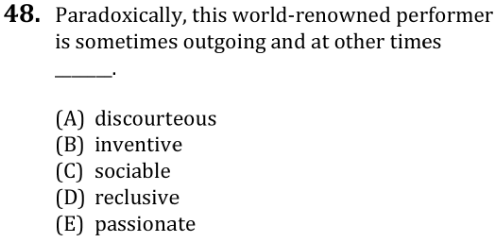 48. Paradoxically, this world-renowned performer
is sometimes outgoing and at other times
______.
(A) discourteous
(B) inventive
(C) sociable
(D) reclusive
(E) passionate